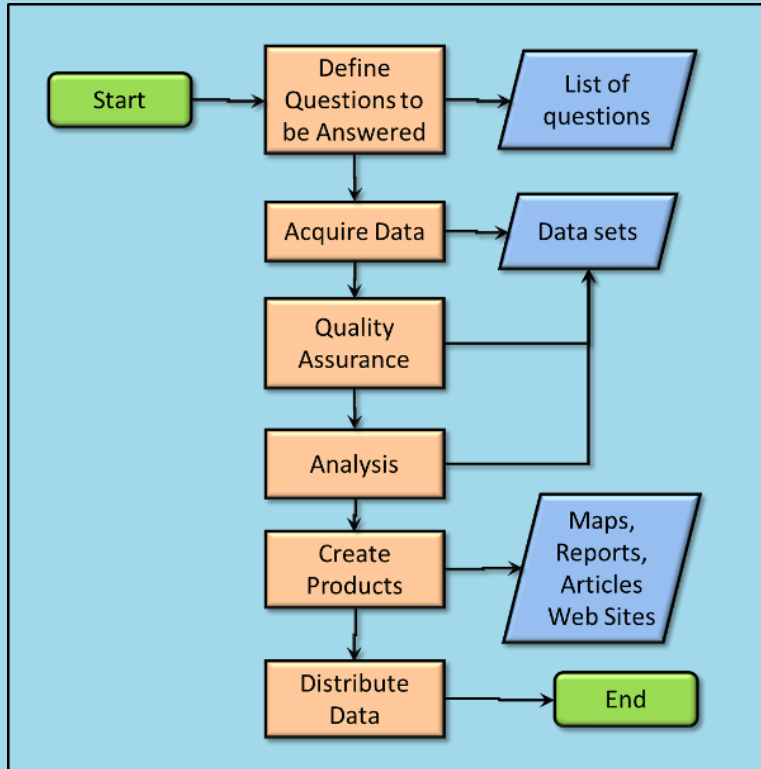 Start
Define
Questions to
be Answered
List of
questions
Acquire Data
Data sets
Quality
Assurance
Analysis
Create
Products
Maps,
Reports,
Articles
Web Sites
Distribute
Data
End